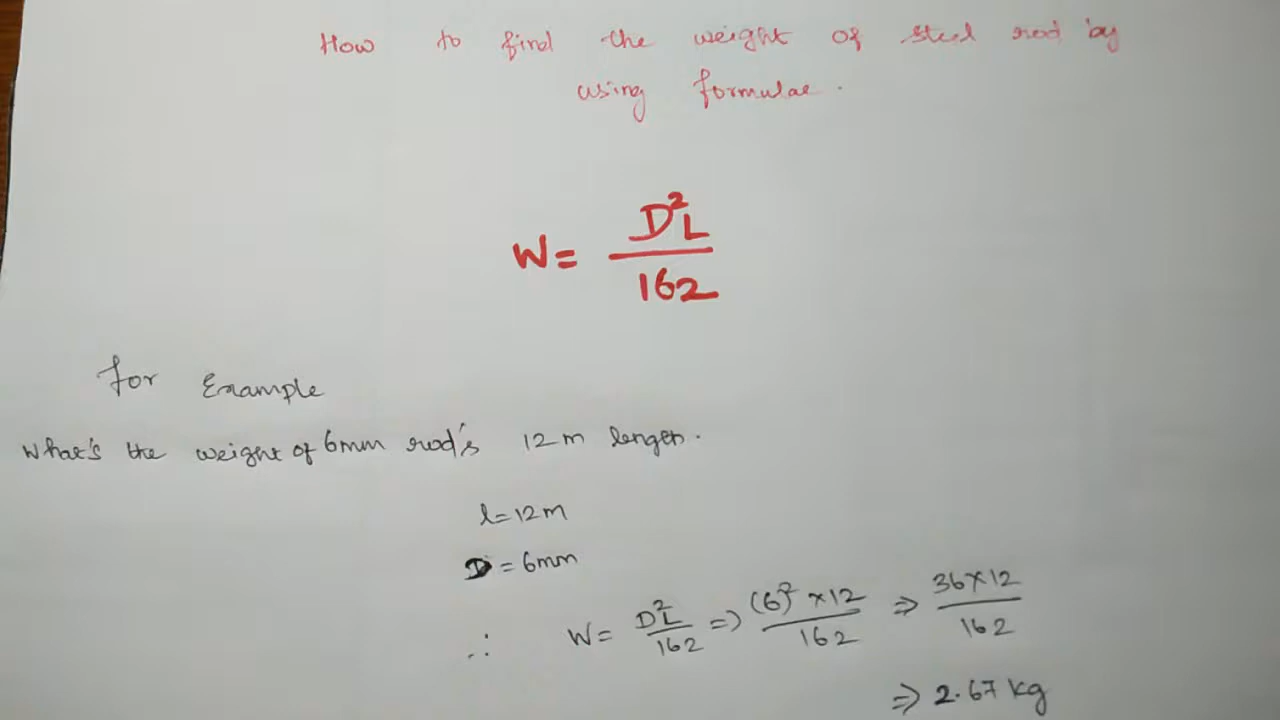 How to find the weight of steel rod by
using formulae.
W = D²L / 162
For Example
What's the weight of 6mm rod's 12m length.
l = 12m
D = 6mm
∴ W = D²L / 162 ⇒ (6)² × 12 / 162 ⇒ 36 × 12 / 162
⇒ 2.67 kg